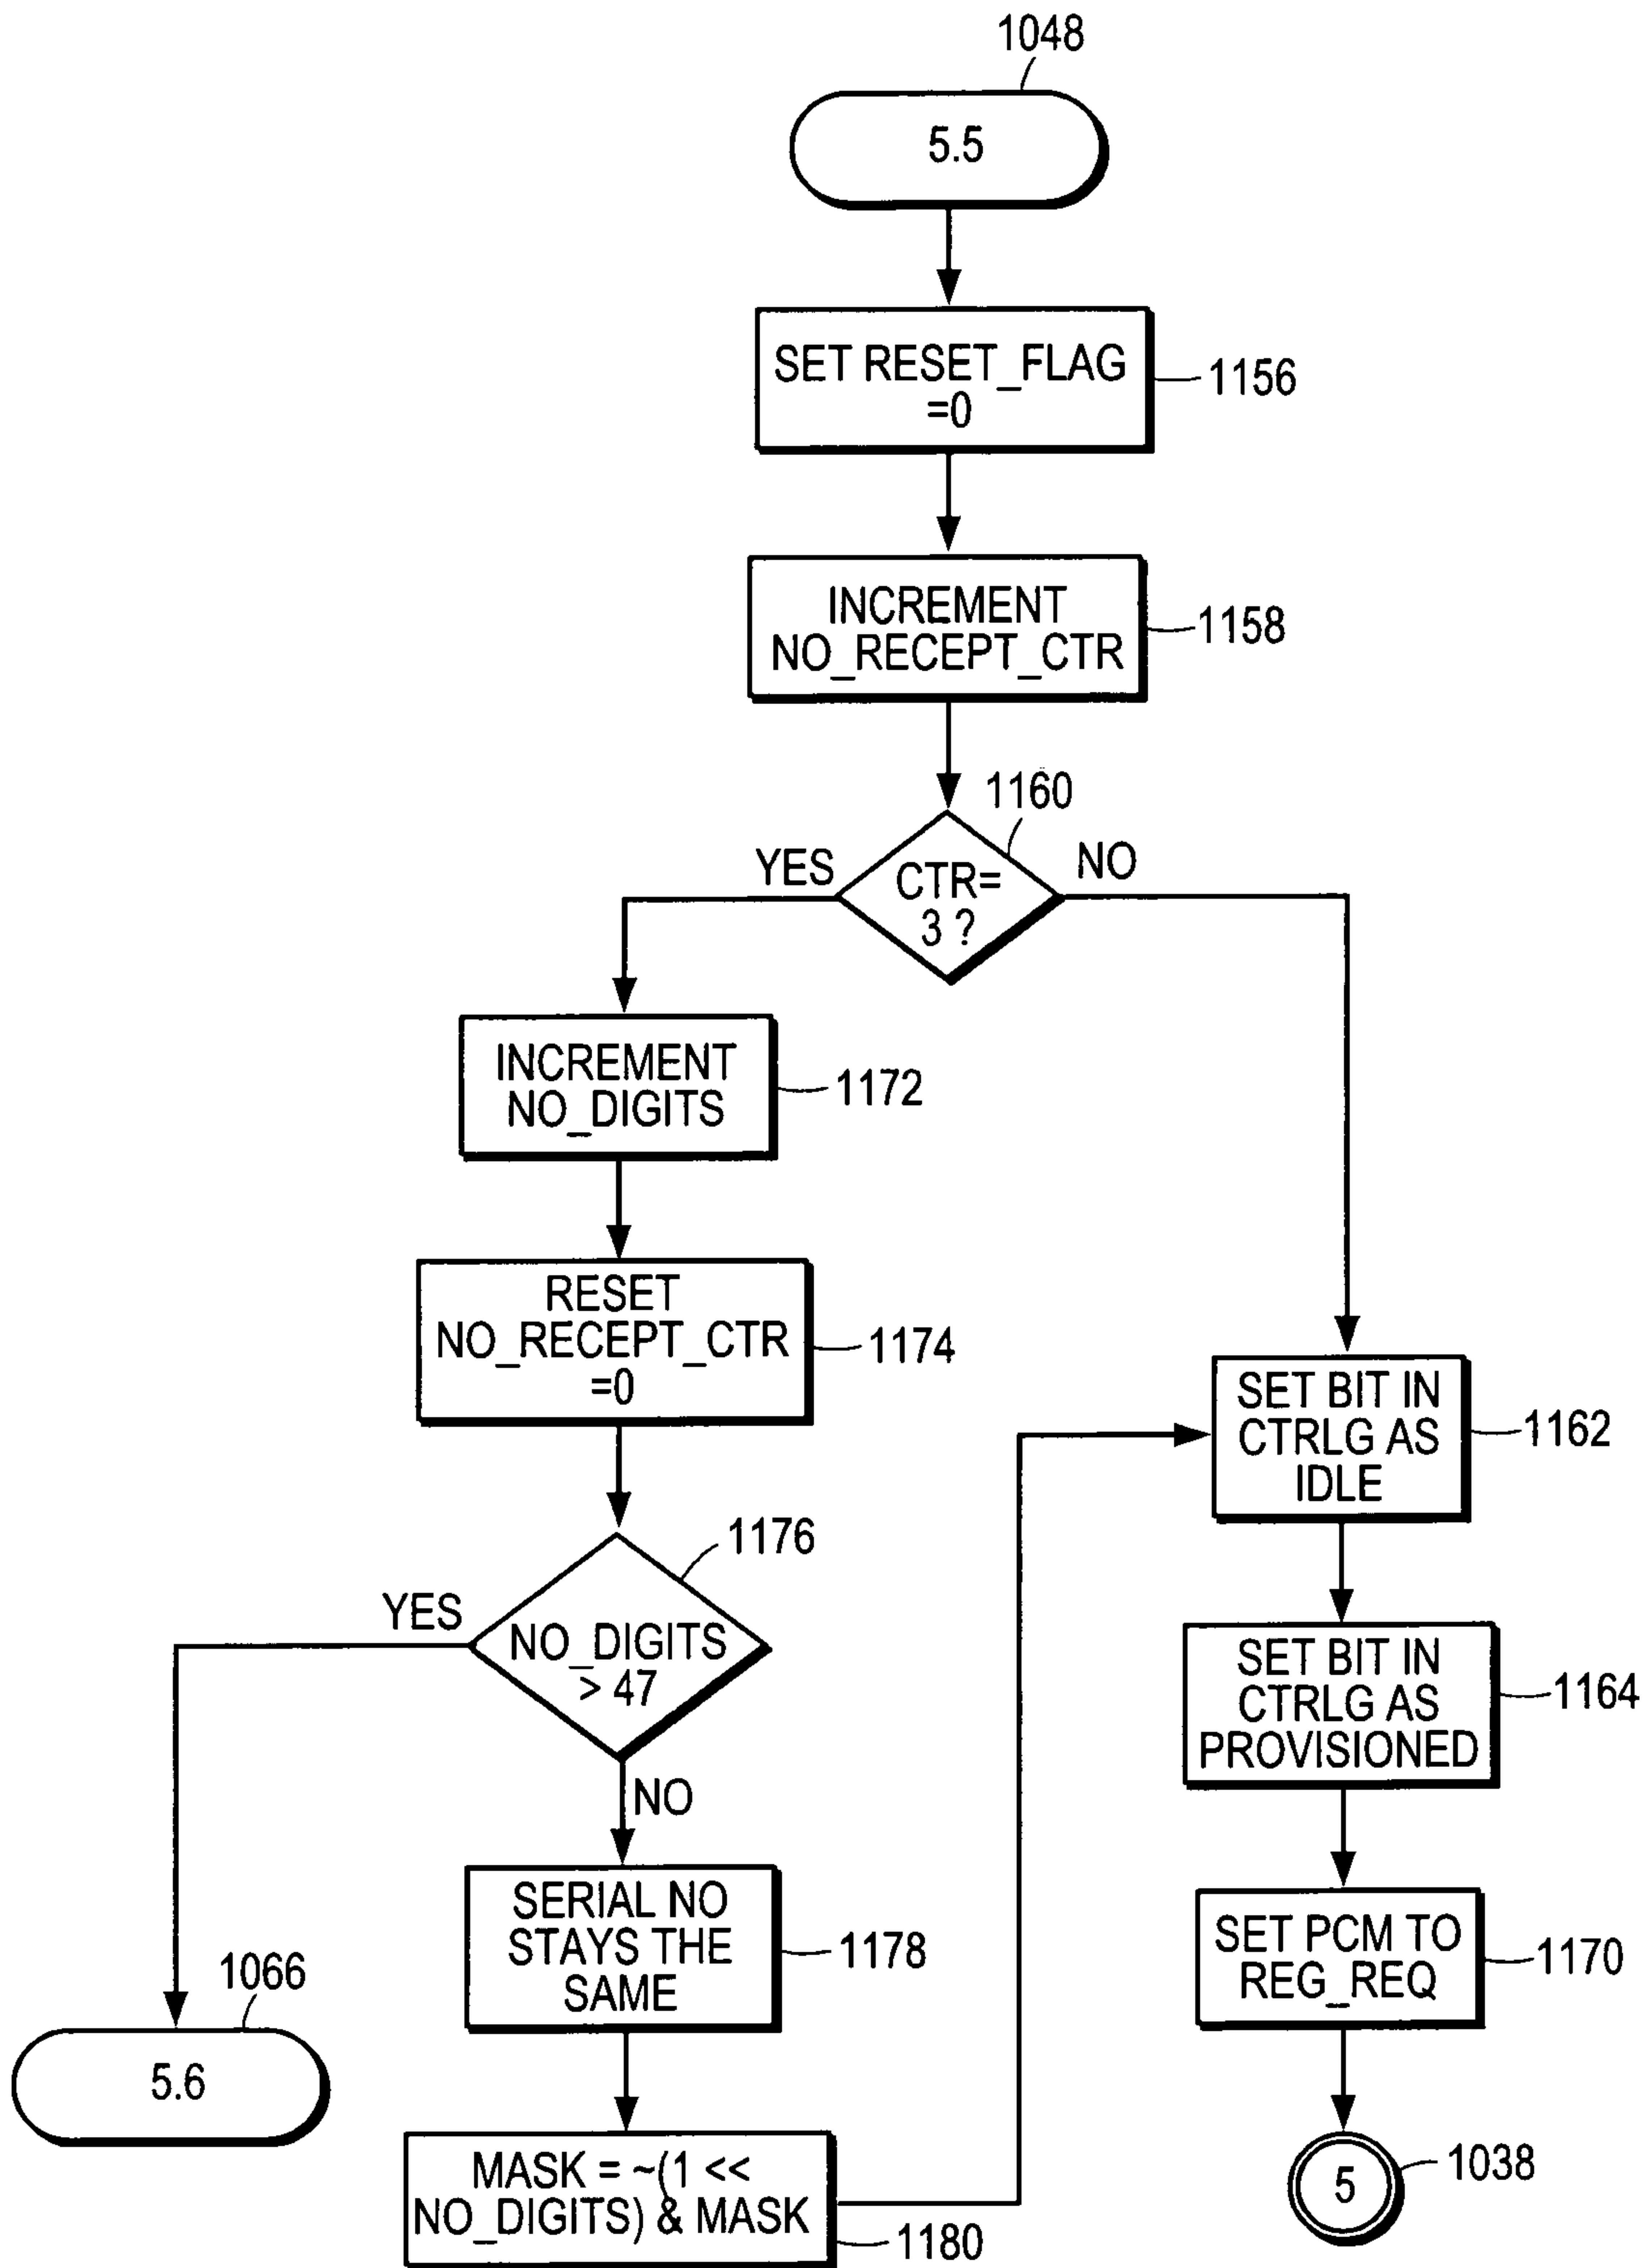 1048
5.5
SET RESET_FLAG
=0
1156
INCREMENT
NO_RECEPT_CTR
1158
1160
YES
CTR=
3 ?
NO
INCREMENT
NO_DIGITS
1172
RESET
NO_RECEPT_CTR
=0
1174
SET BIT IN
CTRLG AS
IDLE
1162
1176
YES
NO_DIGITS
> 47
NO
SET BIT IN
CTRLG AS
PROVISIONED
1164
SERIAL NO
STAYS THE
SAME
1178
SET PCM TO
REG_REQ
1170
1066
5.6
MASK = ~(1 <<
NO_DIGITS) & MASK
1180
5
1038